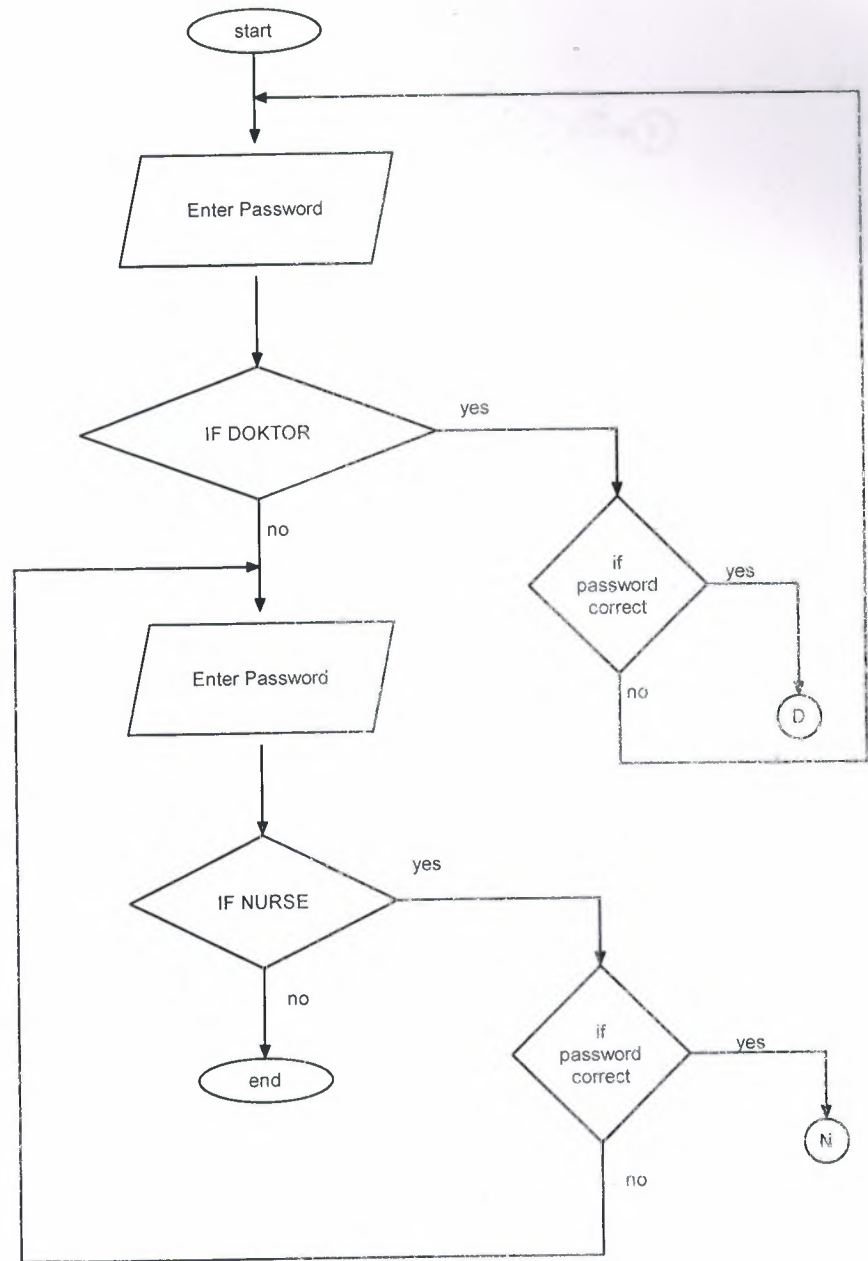 start
Enter Password
IF DOKTOR
yes
no
if
password
correct
yes
no
D
Enter Password
IF NURSE
yes
no
end
if
password
correct
yes
no
N